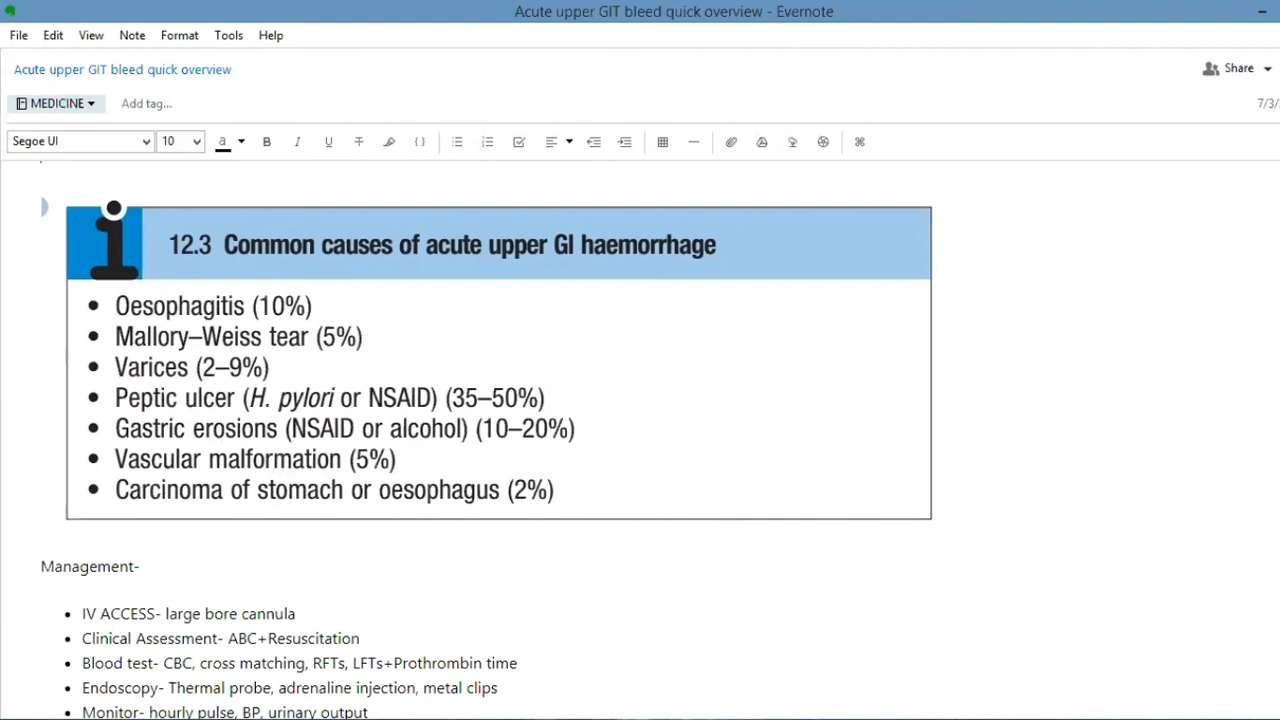 Acute upper GIT bleed quick overview - Evernote
File Edit View Note Format Tools Help
Acute upper GIT bleed quick overview
Share
MEDICINE Add tag...
7/3/
Segoe UI 10 a B I U T { }
i 12.3 Common causes of acute upper GI haemorrhage
• Oesophagitis (10%)
• Mallory–Weiss tear (5%)
• Varices (2–9%)
• Peptic ulcer (H. pylori or NSAID) (35–50%)
• Gastric erosions (NSAID or alcohol) (10–20%)
• Vascular malformation (5%)
• Carcinoma of stomach or oesophagus (2%)
Management-
• IV ACCESS- large bore cannula
• Clinical Assessment- ABC+Resuscitation
• Blood test- CBC, cross matching, RFTs, LFTs+Prothrombin time
• Endoscopy- Thermal probe, adrenaline injection, metal clips
• Monitor- hourly pulse, BP, urinary output